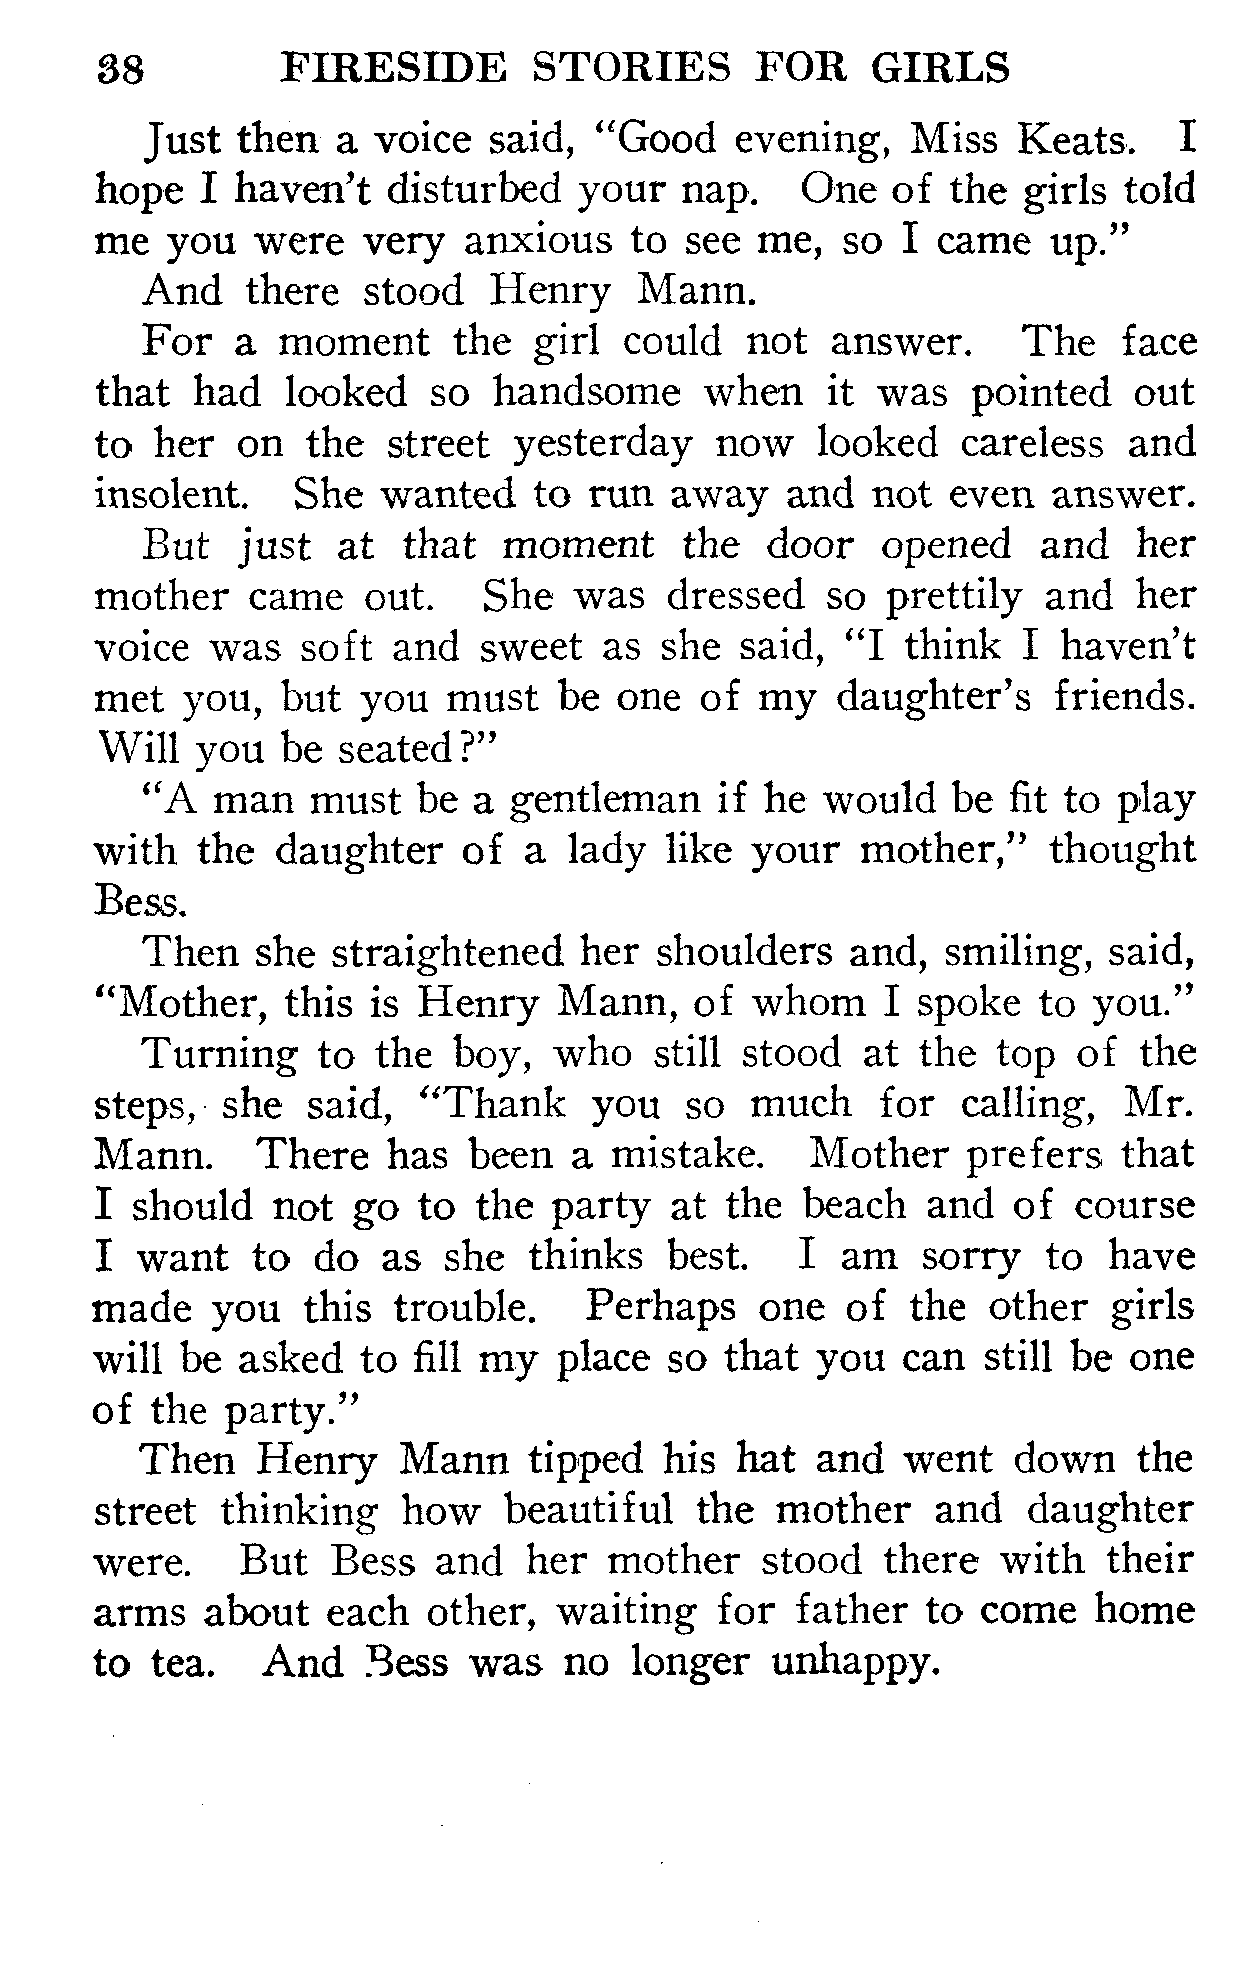 38 FIRESIDE STORIES FOR GIRLS
Just then a voice said, “Good evening, Miss Keats. I
hope I haven’t disturbed your nap. One of the girls told
me you were very anxious to see me, so I came up.”
And there stood Henry Mann.
For a moment the girl could not answer. The face
that had looked so handsome when it was pointed out
to her on the street yesterday now looked careless and
insolent. She wanted to run away and not even answer.
But just at that moment the door opened and her
mother came out. She was dressed so prettily and her
voice was soft and sweet as she said, “I think I haven’t
met you, but you must be one of my daughter’s friends.
Will you be seated?”
“A man must be a gentleman if he would be fit to play
with the daughter of a lady like your mother,” thought
Bess.
Then she straightened her shoulders and, smiling, said,
“Mother, this is Henry Mann, of whom I spoke to you.”
Turning to the boy, who still stood at the top of the
steps, she said, “Thank you so much for calling, Mr.
Mann. There has been a mistake. Mother prefers that
I should not go to the party at the beach and of course
I want to do as she thinks best. I am sorry to have
made you this trouble. Perhaps one of the other girls
will be asked to fill my place so that you can still be one
of the party.”
Then Henry Mann tipped his hat and went down the
street thinking how beautiful the mother and daughter
were. But Bess and her mother stood there with their
arms about each other, waiting for father to come home
to tea. And Bess was no longer unhappy.